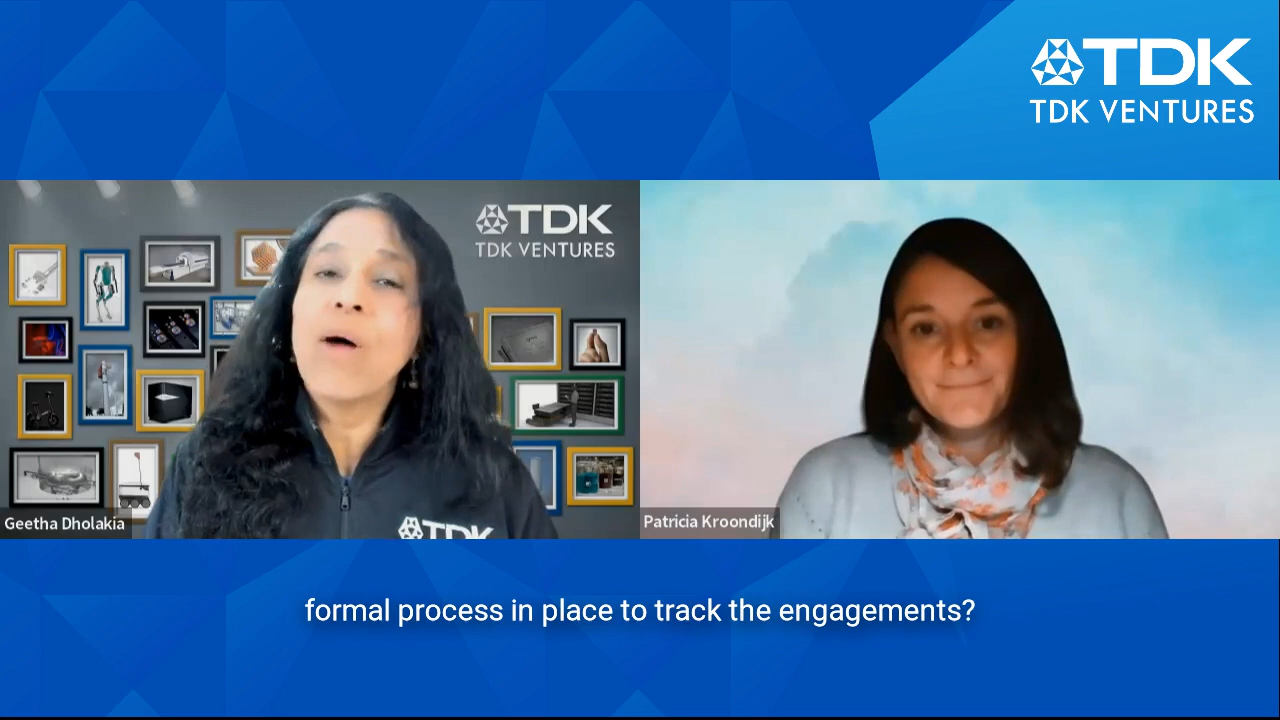 TDK
TDK VENTURES
TDK
TDK VENTURES
TDK
Geetha Dholakia
Patricia Kroondijk
formal process in place to track the engagements?